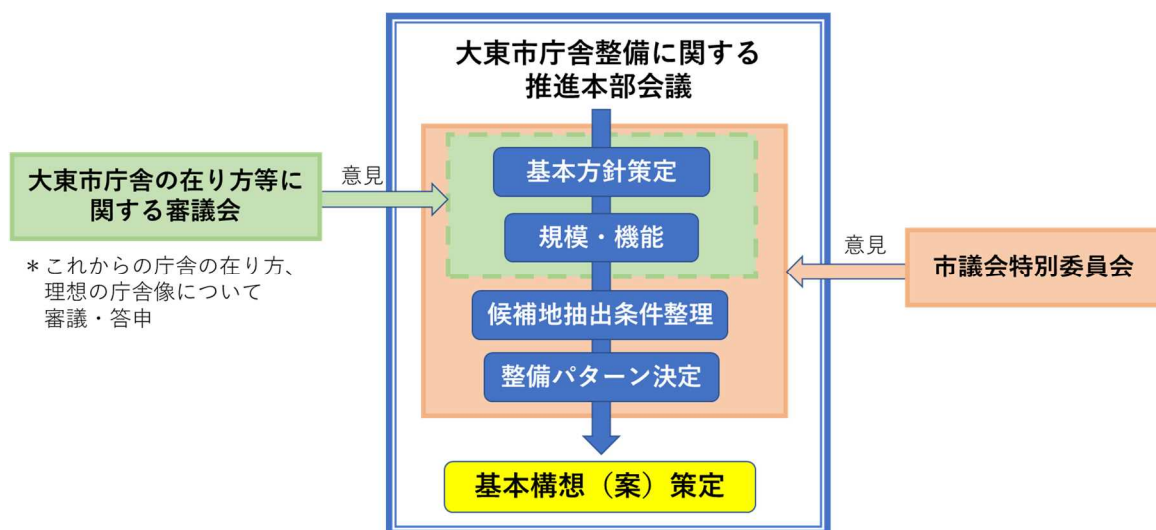 大東市庁舎整備に関する
推進本部会議
基本方針策定
規模・機能
候補地抽出条件整理
整備パターン決定
基本構想（案）策定
大東市庁舎の在り方等に
関する審議会
意見
＊これからの庁舎の在り方、
理想の庁舎像について
審議・答申
意見
市議会特別委員会